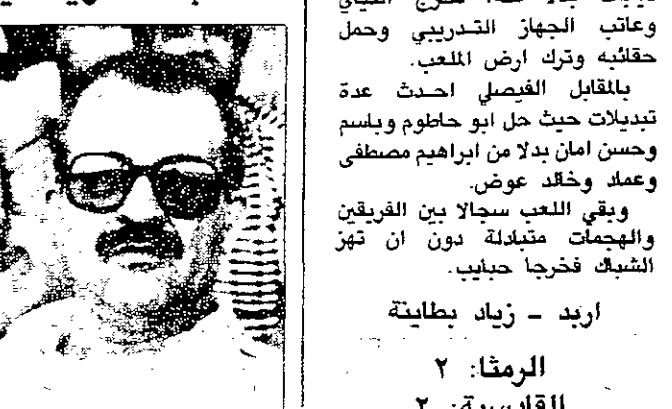 وعاتب الجهاز التدريبي وحمل
حقائبه وترك ارض الملعب.
بالمقابل الفيصلي احدث عدة
تبديلات حيث حل ابو حاطوم وباسم
وحسن امان بدلا من ابراهيم مصطفى
وعماد وخالد عوض.
وبقي اللعب سجالا بين الفريقين
والهجمات متبادلة دون ان تهز
الشباك فخرجا حبايب.
اربد - زياد بطاينة
الرمثا: ٢
القادسية: ٢